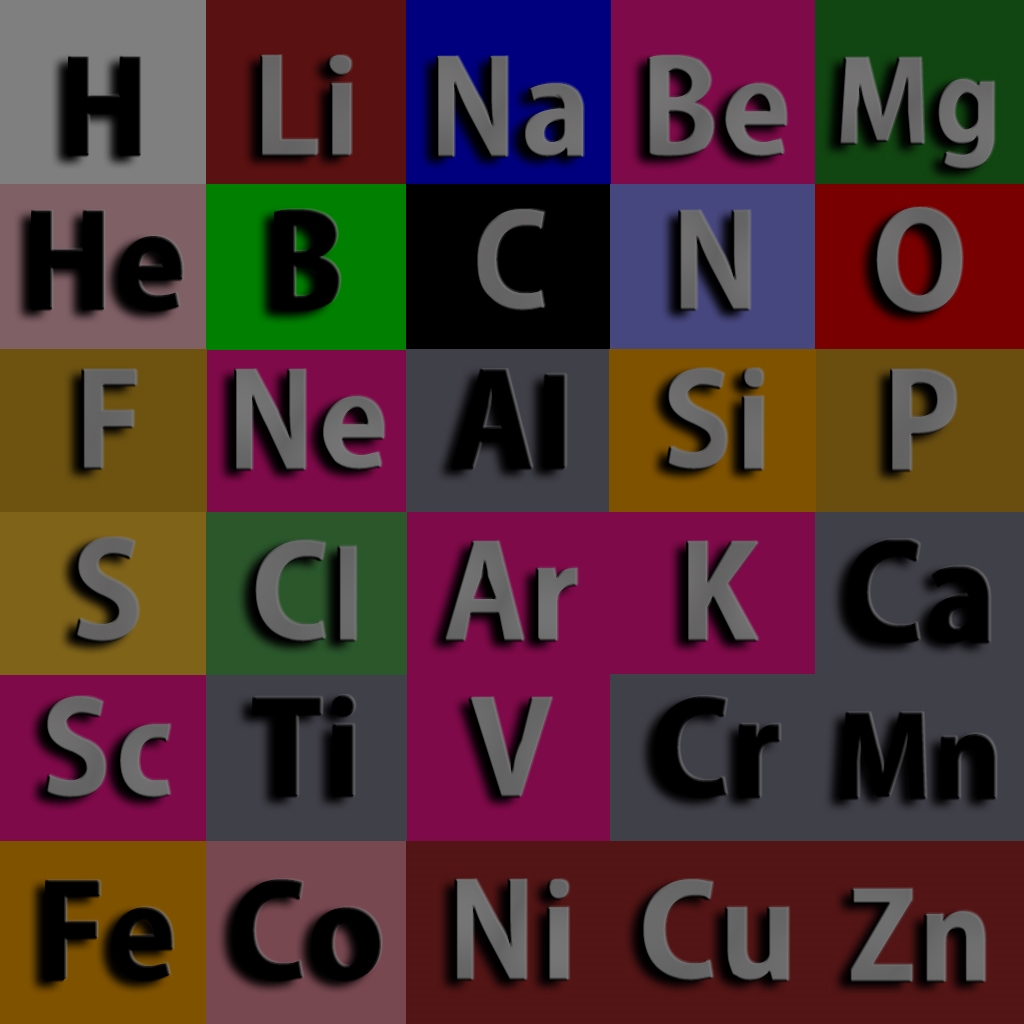 H Li Na Be Mg
He B C N O
F Ne Al Si P
S Cl Ar K Ca
Sc Ti V Cr Mn
Fe Co Ni Cu Zn